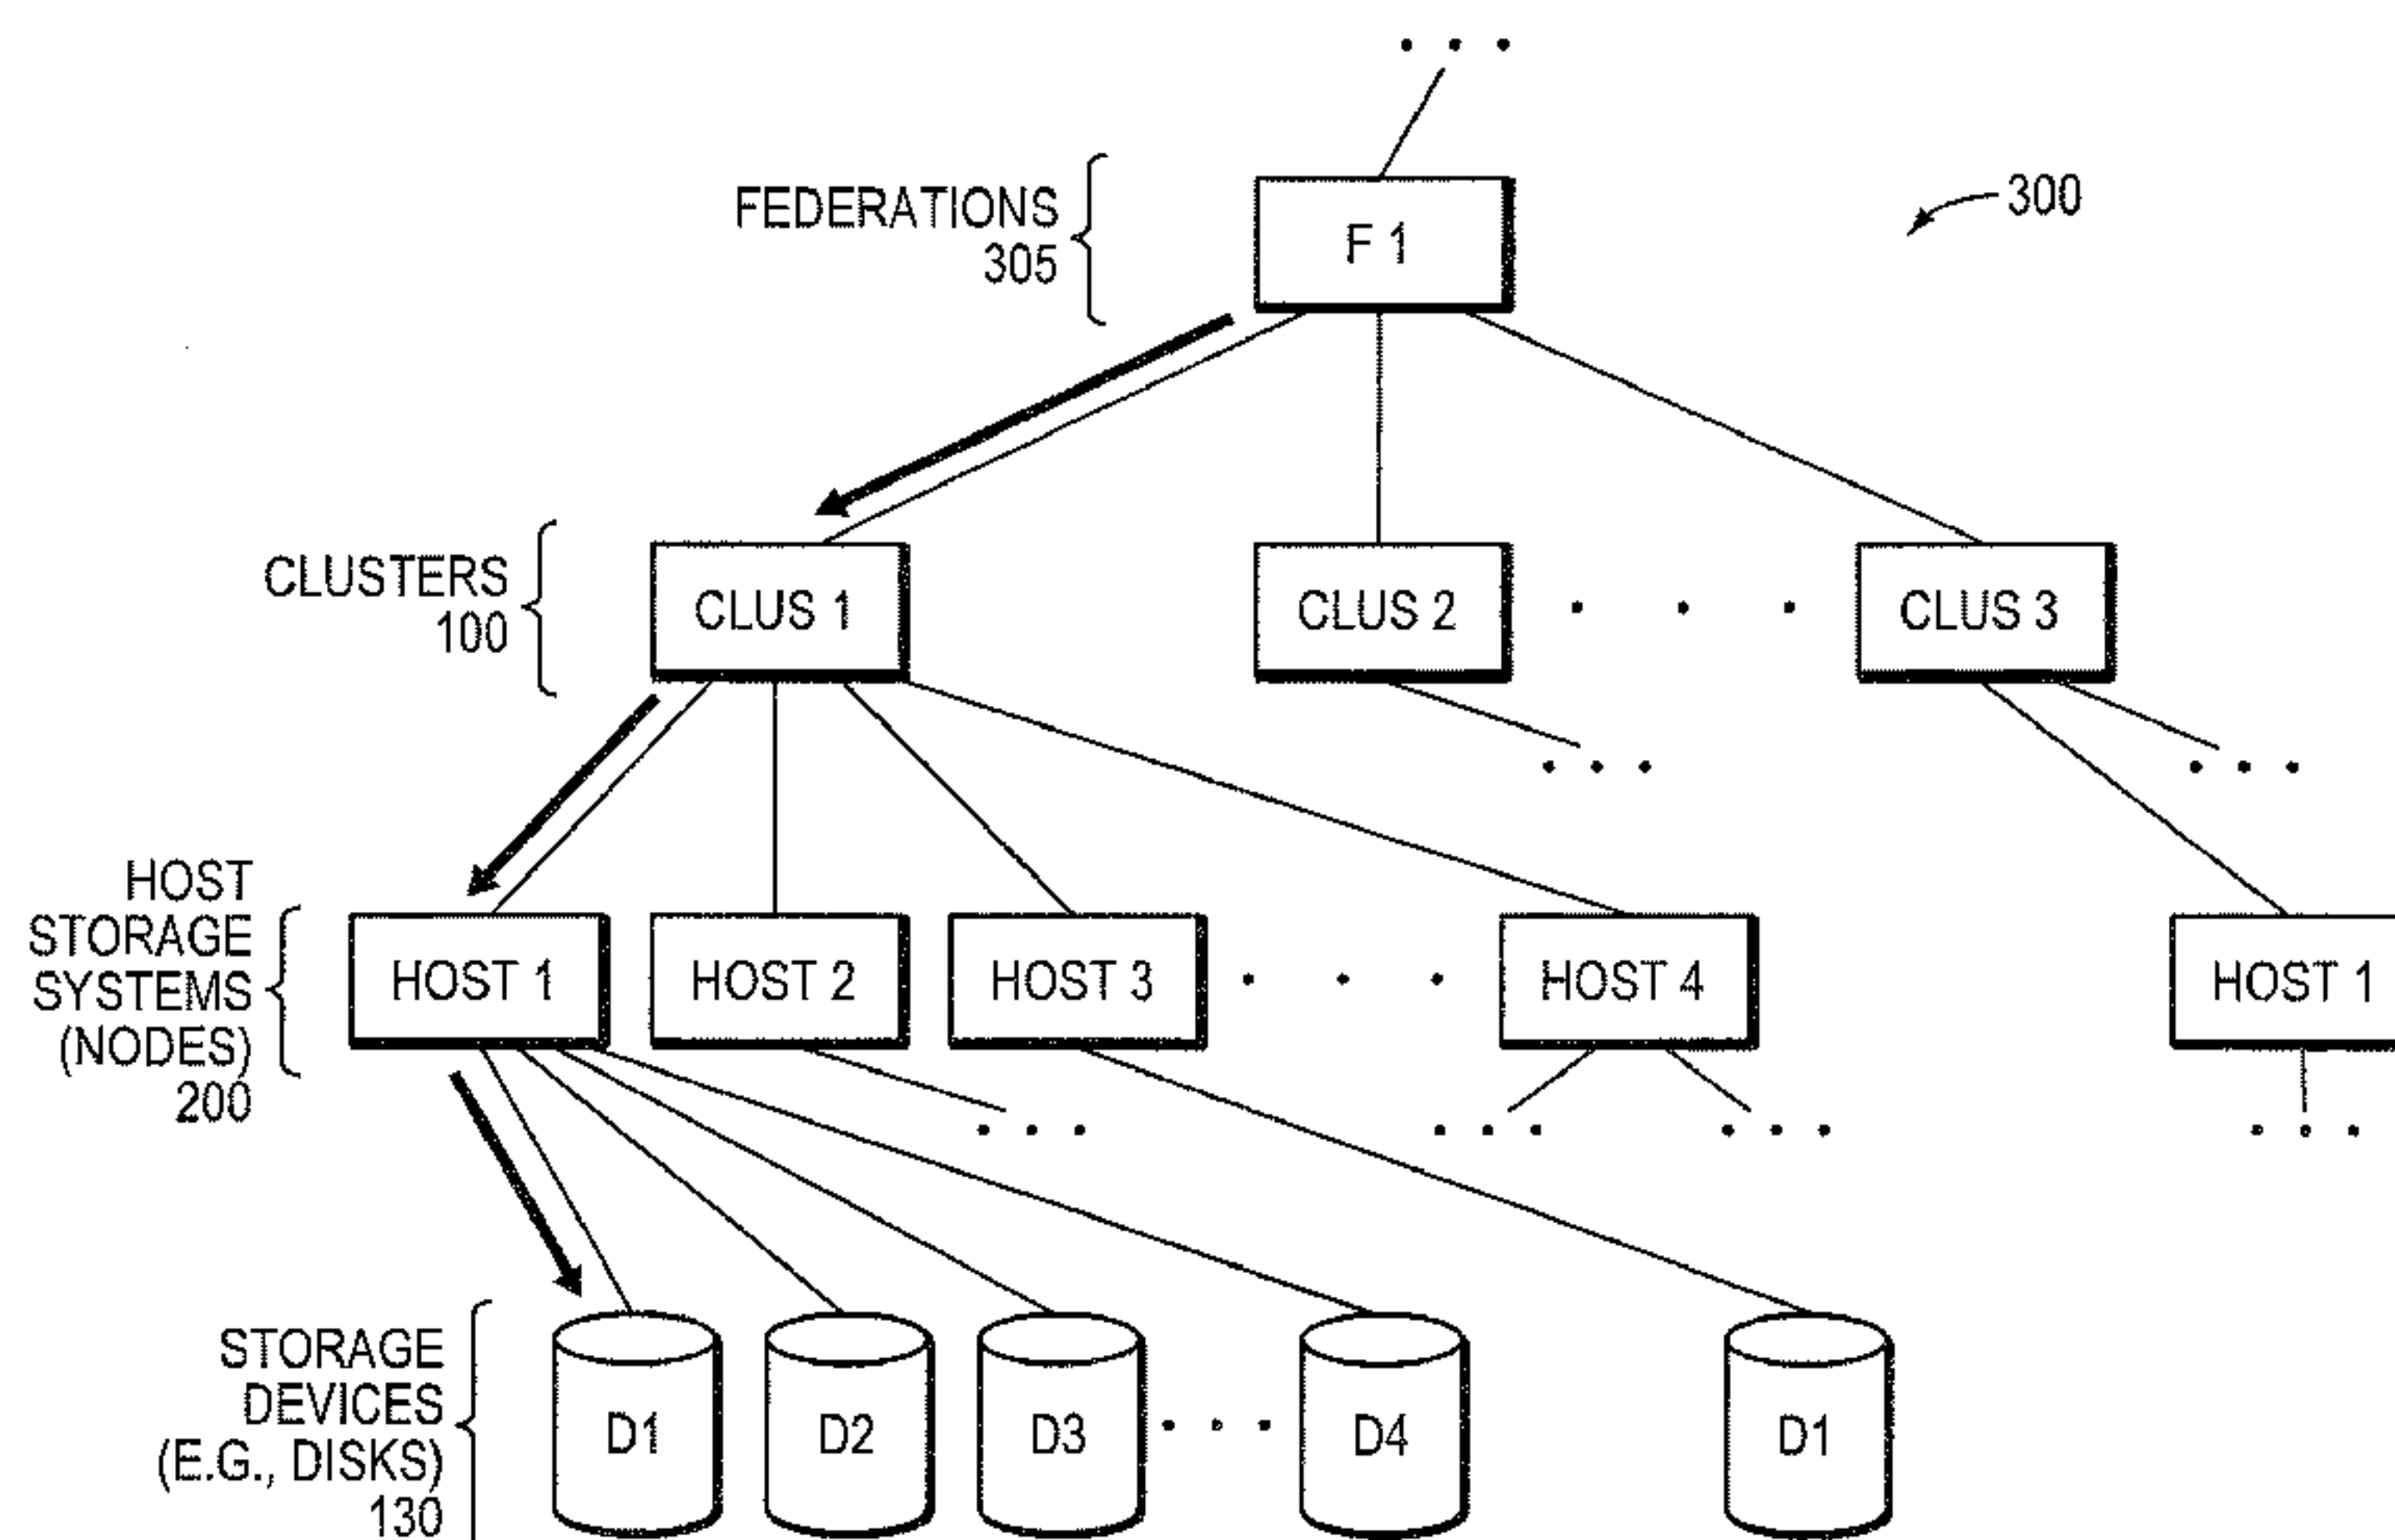 FEDERATIONS
305
F 1
300
CLUSTERS
100
CLUS 1
CLUS 2
CLUS 3
HOST
STORAGE
SYSTEMS
(NODES)
200
HOST 1
HOST 2
HOST 3
HOST 4
HOST 1
STORAGE
DEVICES
(E.G., DISKS)
130
D1
D2
D3
D4
D1